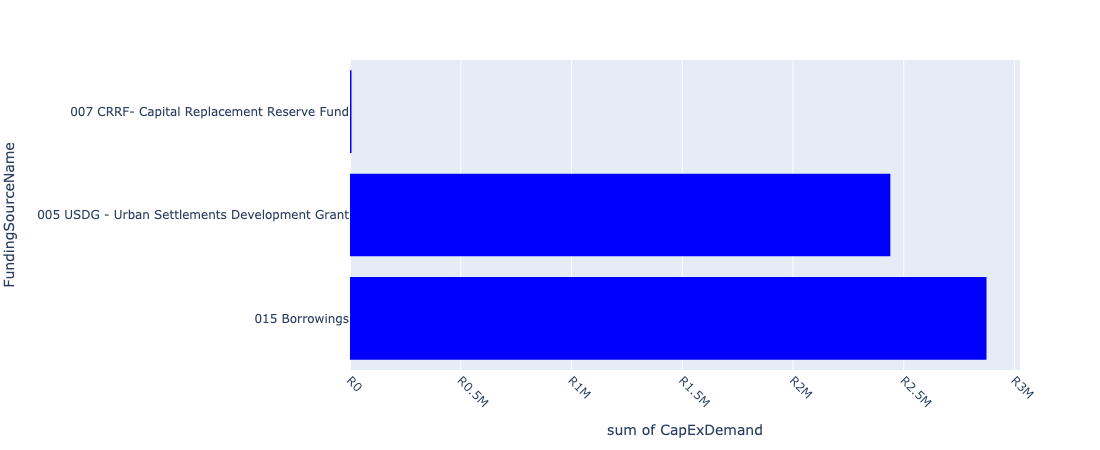 FundingSourceName
007 CRRF- Capital Replacement Reserve Fund
005 USDG - Urban Settlements Development Grant
015 Borrowings
R0
R0.5M
R1M
R1.5M
R2M
R2.5M
R3M
sum of CapExDemand